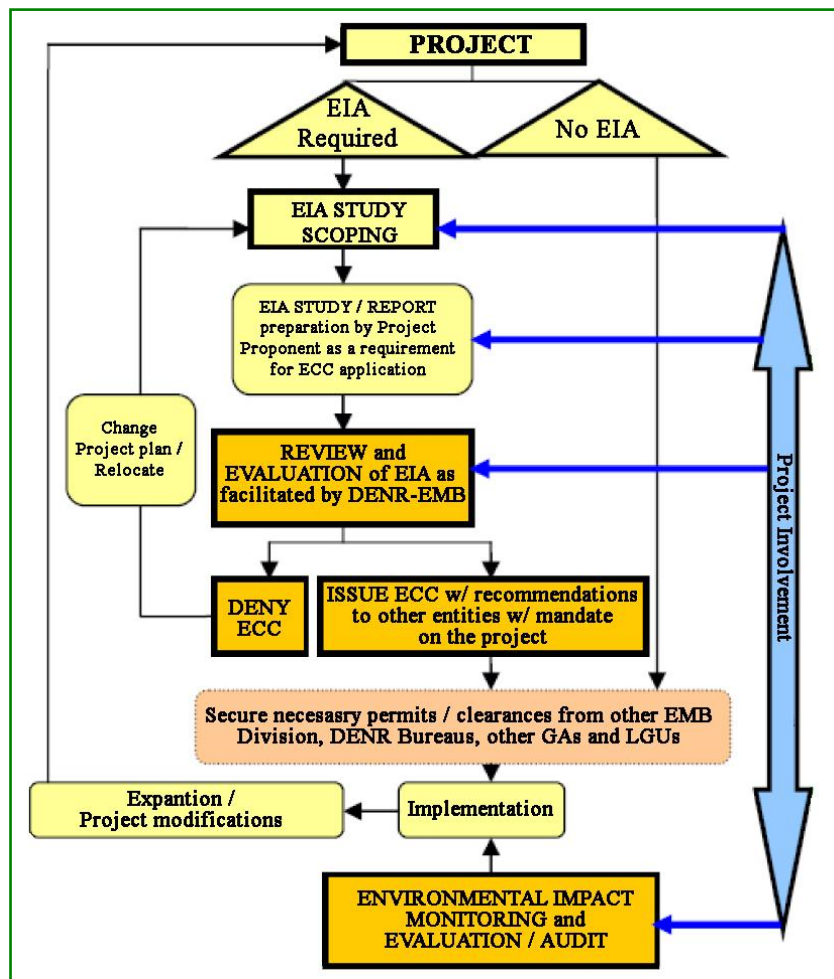 PROJECT
EIA
Required
No EIA
EIA STUDY
SCOPING
EIA STUDY / REPORT
preparation by Project
Proponent as a requirement
for ECC application
Change
Project plan /
Relocate
REVIEW and
EVALUATION of EIA as
facilitated by DENR-EMB
DENY
ECC
ISSUE ECC w/ recommendations
to other entities w/ mandate
on the project
Secure necesasry permits / clearances from other EMB
Division, DENR Bureaus, other GAs and LGUs
Expantion /
Project modifications
Implementation
ENVIRONMENTAL IMPACT
MONITORING and
EVALUATION / AUDIT
Project Involvement